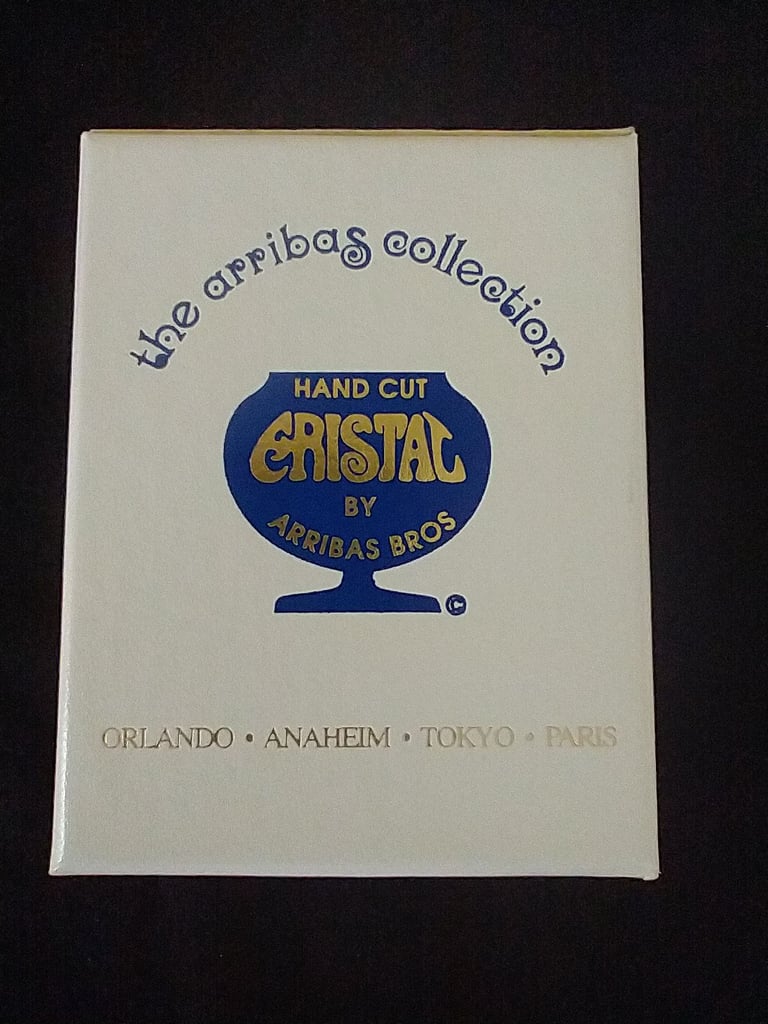 the arribas collection
HAND CUT
CRISTAL
BY
ARRIBAS BROS
©
ORLANDO • ANAHEIM • TOKYO • PARIS